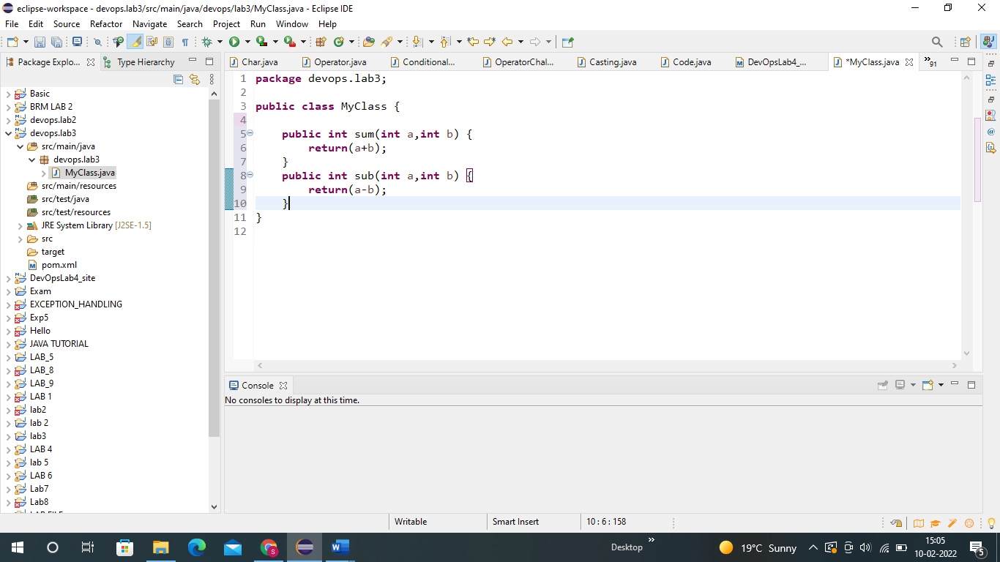 eclipse-workspace - devops.lab3/src/main/java/devops/lab3/MyClass.java - Eclipse IDE
File Edit Source Refactor Navigate Search Project Run Window Help
Package Explo... Type Hierarchy
Char.java Operator.java Conditional... OperatorChal... Casting.java Code.java DevOpsLab4_... *MyClass.java »91
Basic
BRM LAB 2
devops.lab2
devops.lab3
src/main/java
devops.lab3
MyClass.java
src/main/resources
src/test/java
src/test/resources
JRE System Library [J2SE-1.5]
src
target
pom.xml
DevOpsLab4_site
Exam
EXCEPTION_HANDLING
Exp5
Hello
JAVA TUTORIAL
LAB_5
LAB_8
LAB_9
LAB 1
lab2
lab 2
lab3
LAB 4
lab 5
LAB 6
Lab7
Lab8
1 package devops.lab3;
2
3 public class MyClass {
4
5 public int sum(int a,int b) {
6 return(a+b);
7 }
8 public int sub(int a,int b) {
9 return(a-b);
10 }
11 }
12
Console
No consoles to display at this time.
Writable Smart Insert 10 : 6 : 158
Desktop » 19°C Sunny
15:05
10-02-2022
5